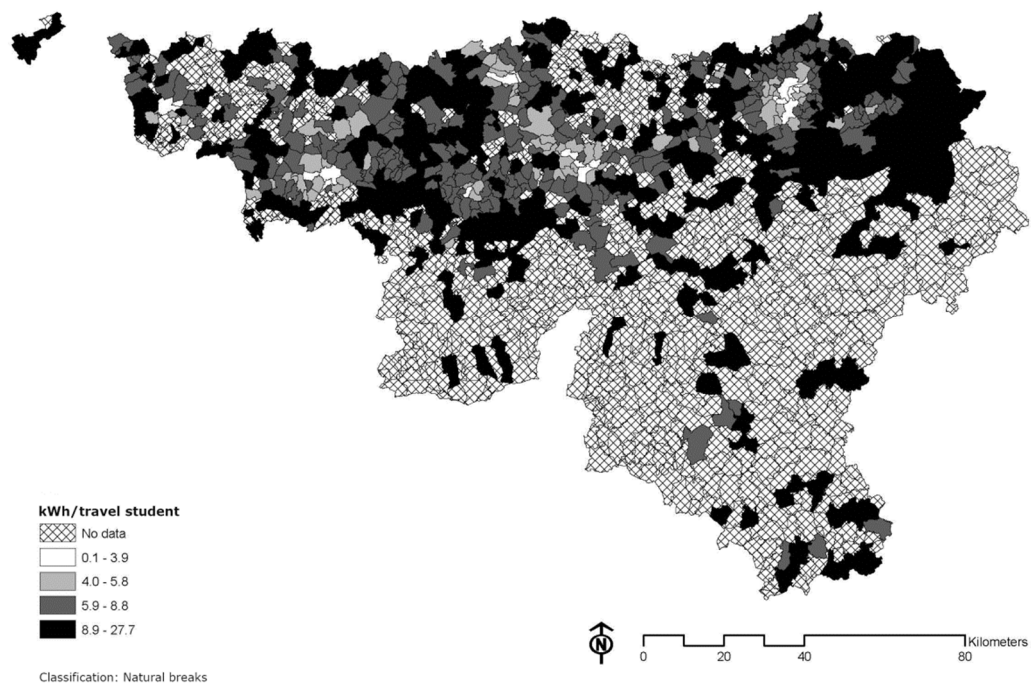 kWh/travel student
No data
0.1 - 3.9
4.0 - 5.8
5.9 - 8.8
8.9 - 27.7
Classification: Natural breaks
N
Kilometers
0 20 40 80